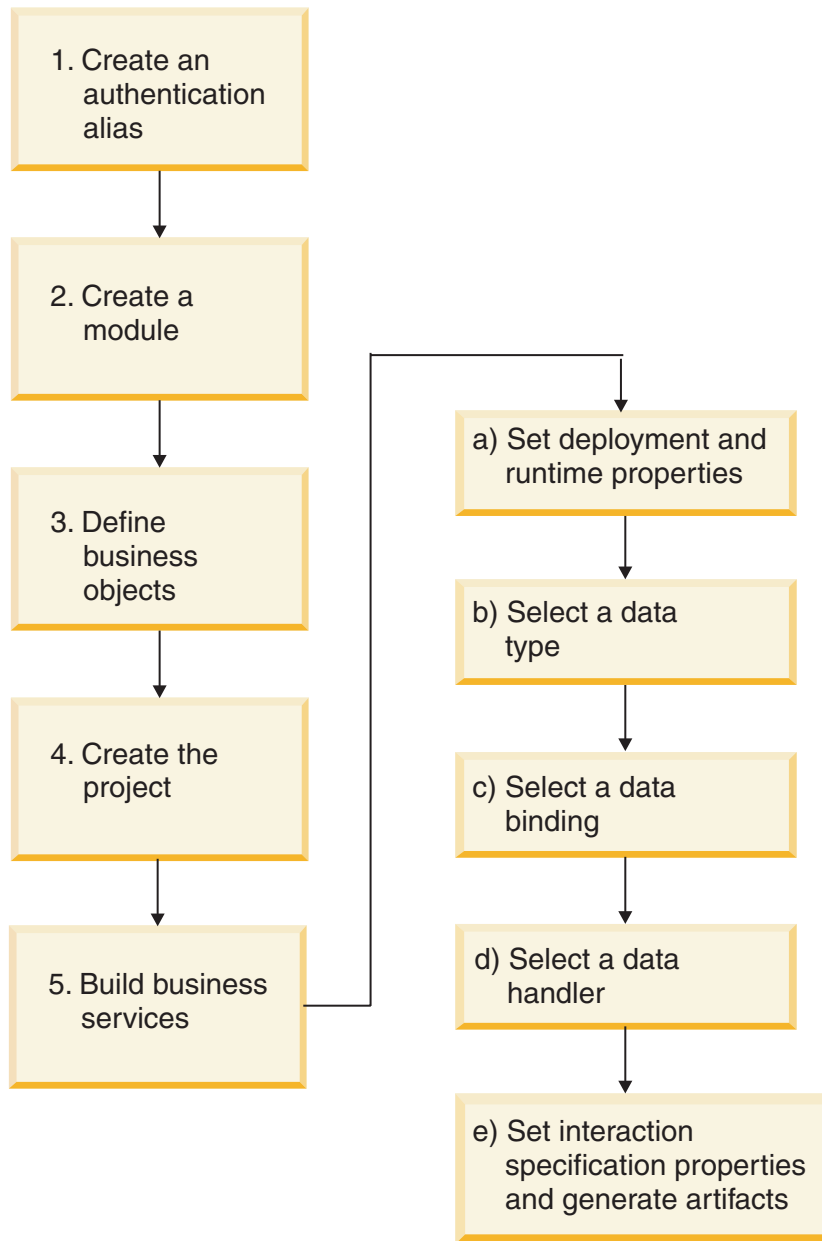 1. Create an
authentication
alias
2. Create a
module
3. Define
business
objects
4. Create the
project
5. Build business
services
a) Set deployment and
runtime properties
b) Select a data
type
c) Select a data
binding
d) Select a data
handler
e) Set interaction
specification properties
and generate artifacts